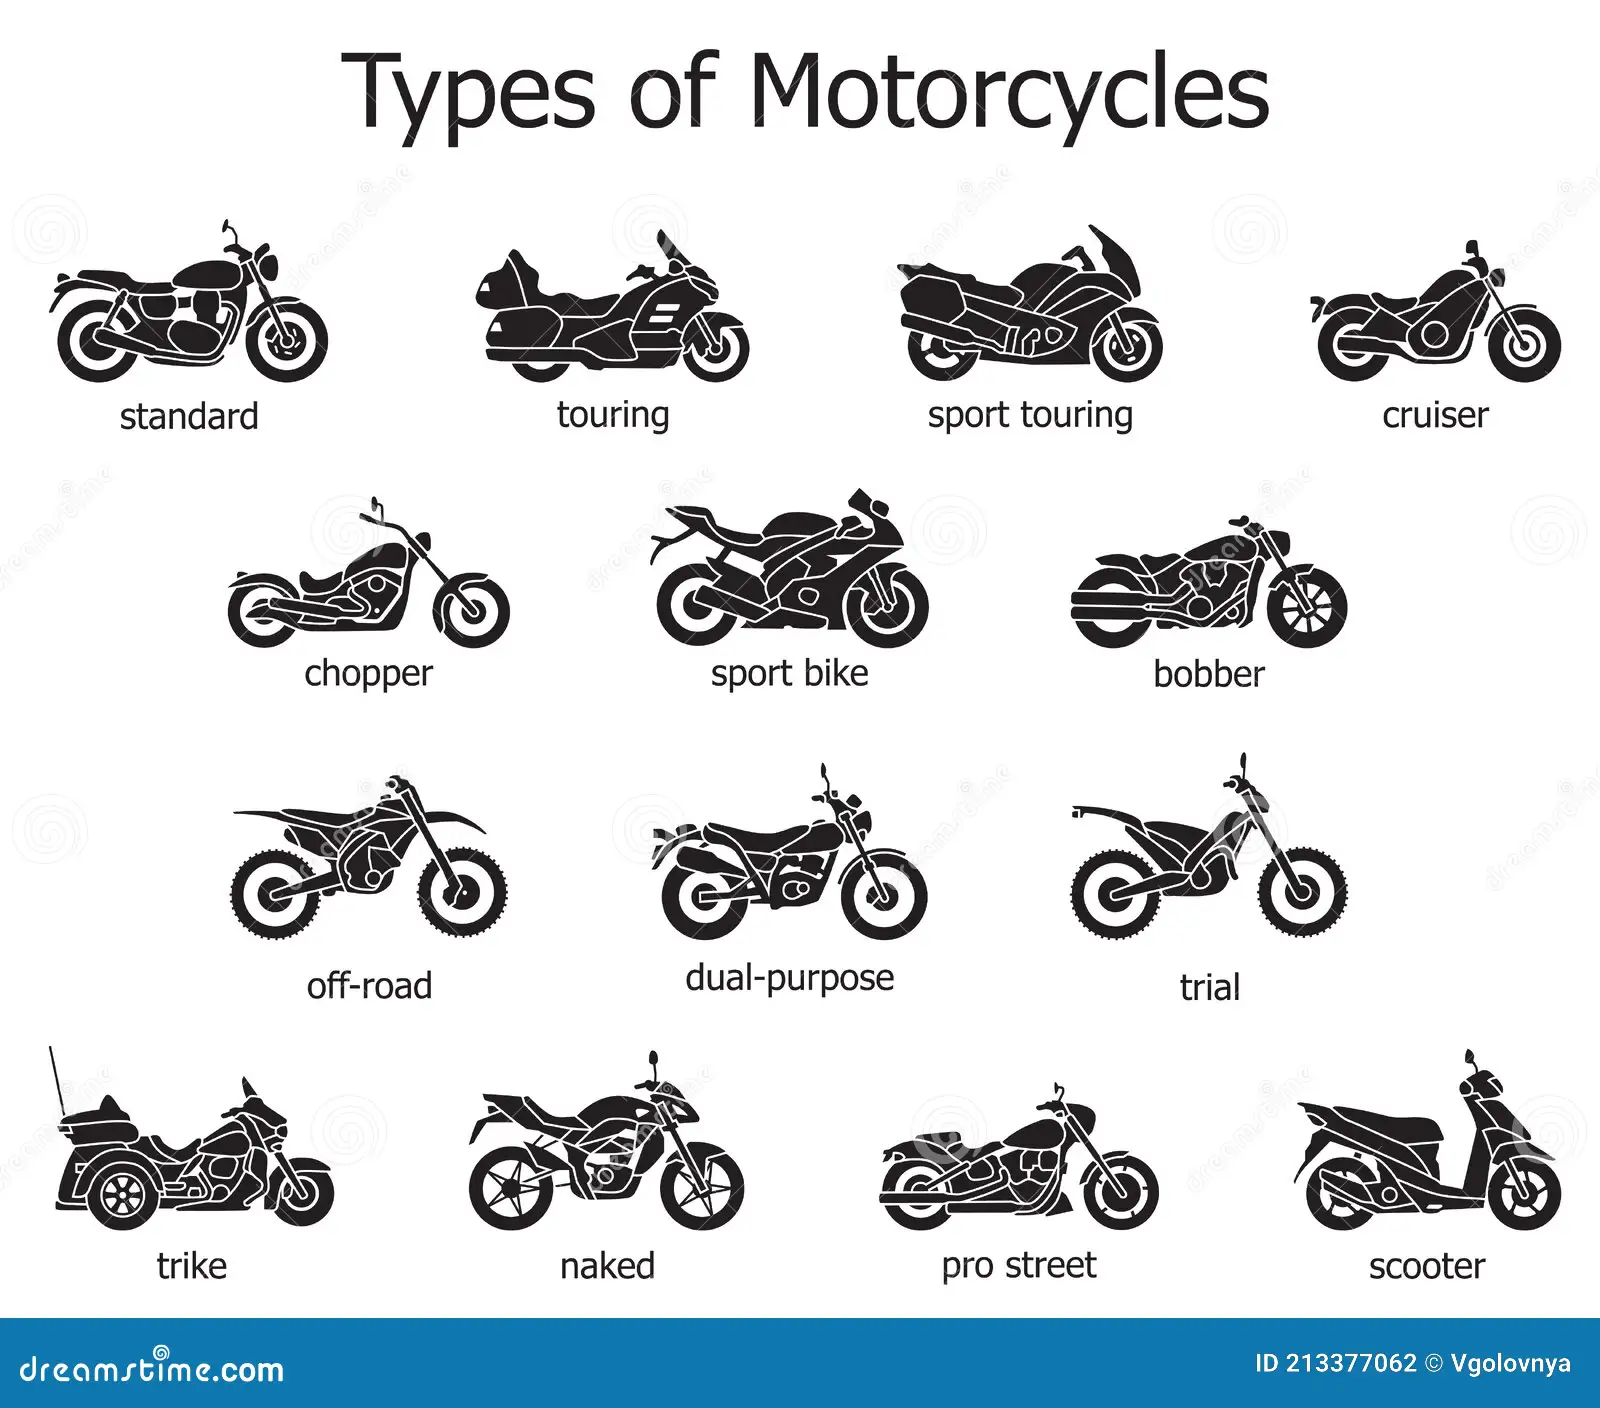 Types of Motorcycles
standard
touring
sport touring
cruiser
chopper
sport bike
bobber
off-road
dual-purpose
trial
trike
naked
pro street
scooter
dreamstime.com
ID 213377062 © Vgolovnya